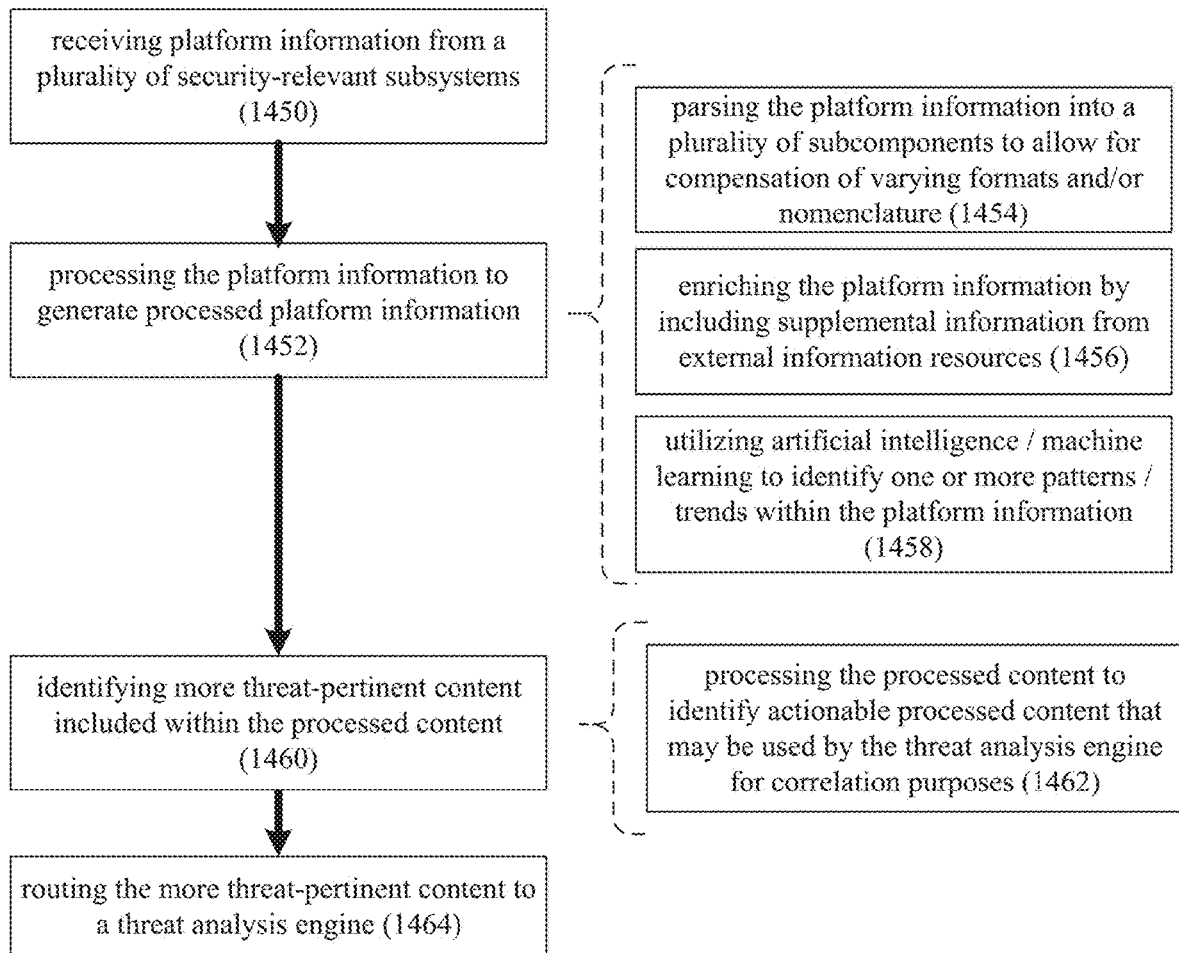 receiving platform information from a
plurality of security-relevant subsystems
(1450)
processing the platform information to
generate processed platform information
(1452)
parsing the platform information into a
plurality of subcomponents to allow for
compensation of varying formats and/or
nomenclature (1454)
enriching the platform information by
including supplemental information from
external information resources (1456)
utilizing artificial intelligence / machine
learning to identify one or more patterns /
trends within the platform information
(1458)
identifying more threat-pertinent content
included within the processed content
(1460)
processing the processed content to
identify actionable processed content that
may be used by the threat analysis engine
for correlation purposes (1462)
routing the more threat-pertinent content to
a threat analysis engine (1464)